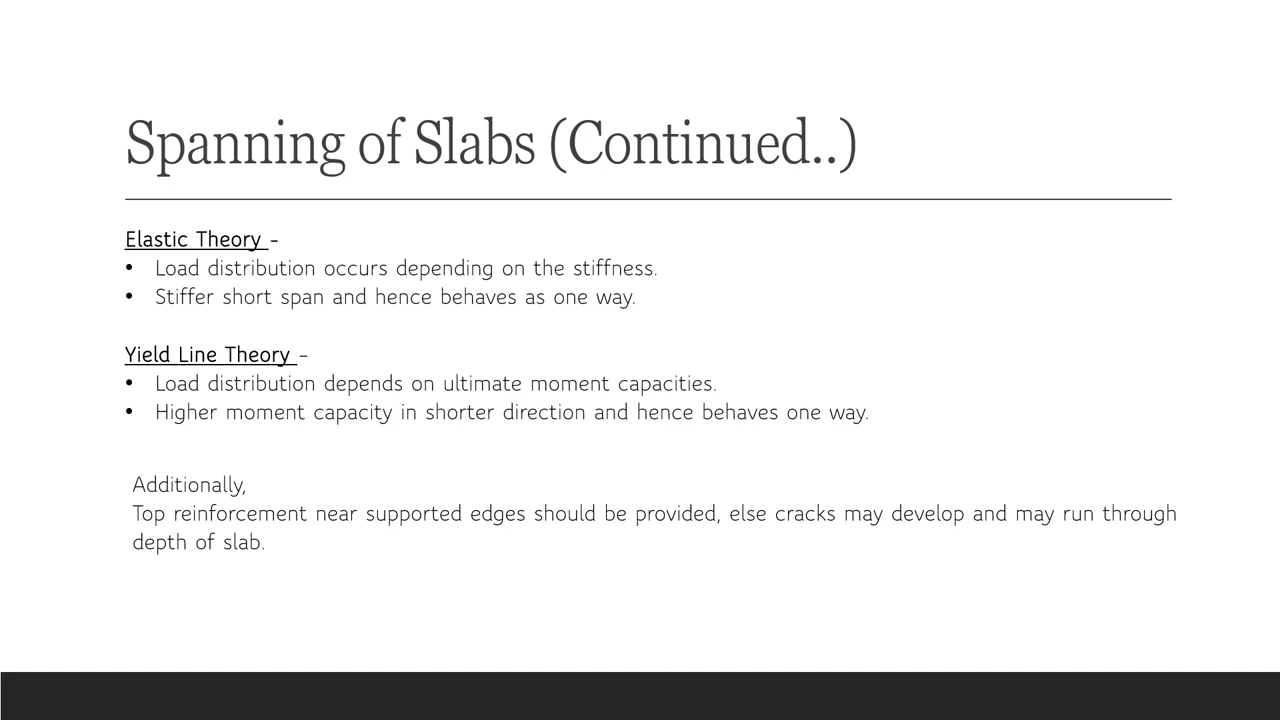 Spanning of Slabs (Continued..)
Elastic Theory -
• Load distribution occurs depending on the stiffness.
• Stiffer short span and hence behaves as one way.
Yield Line Theory –
• Load distribution depends on ultimate moment capacities.
• Higher moment capacity in shorter direction and hence behaves one way.
Additionally,
Top reinforcement near supported edges should be provided, else cracks may develop and may run through
depth of slab.